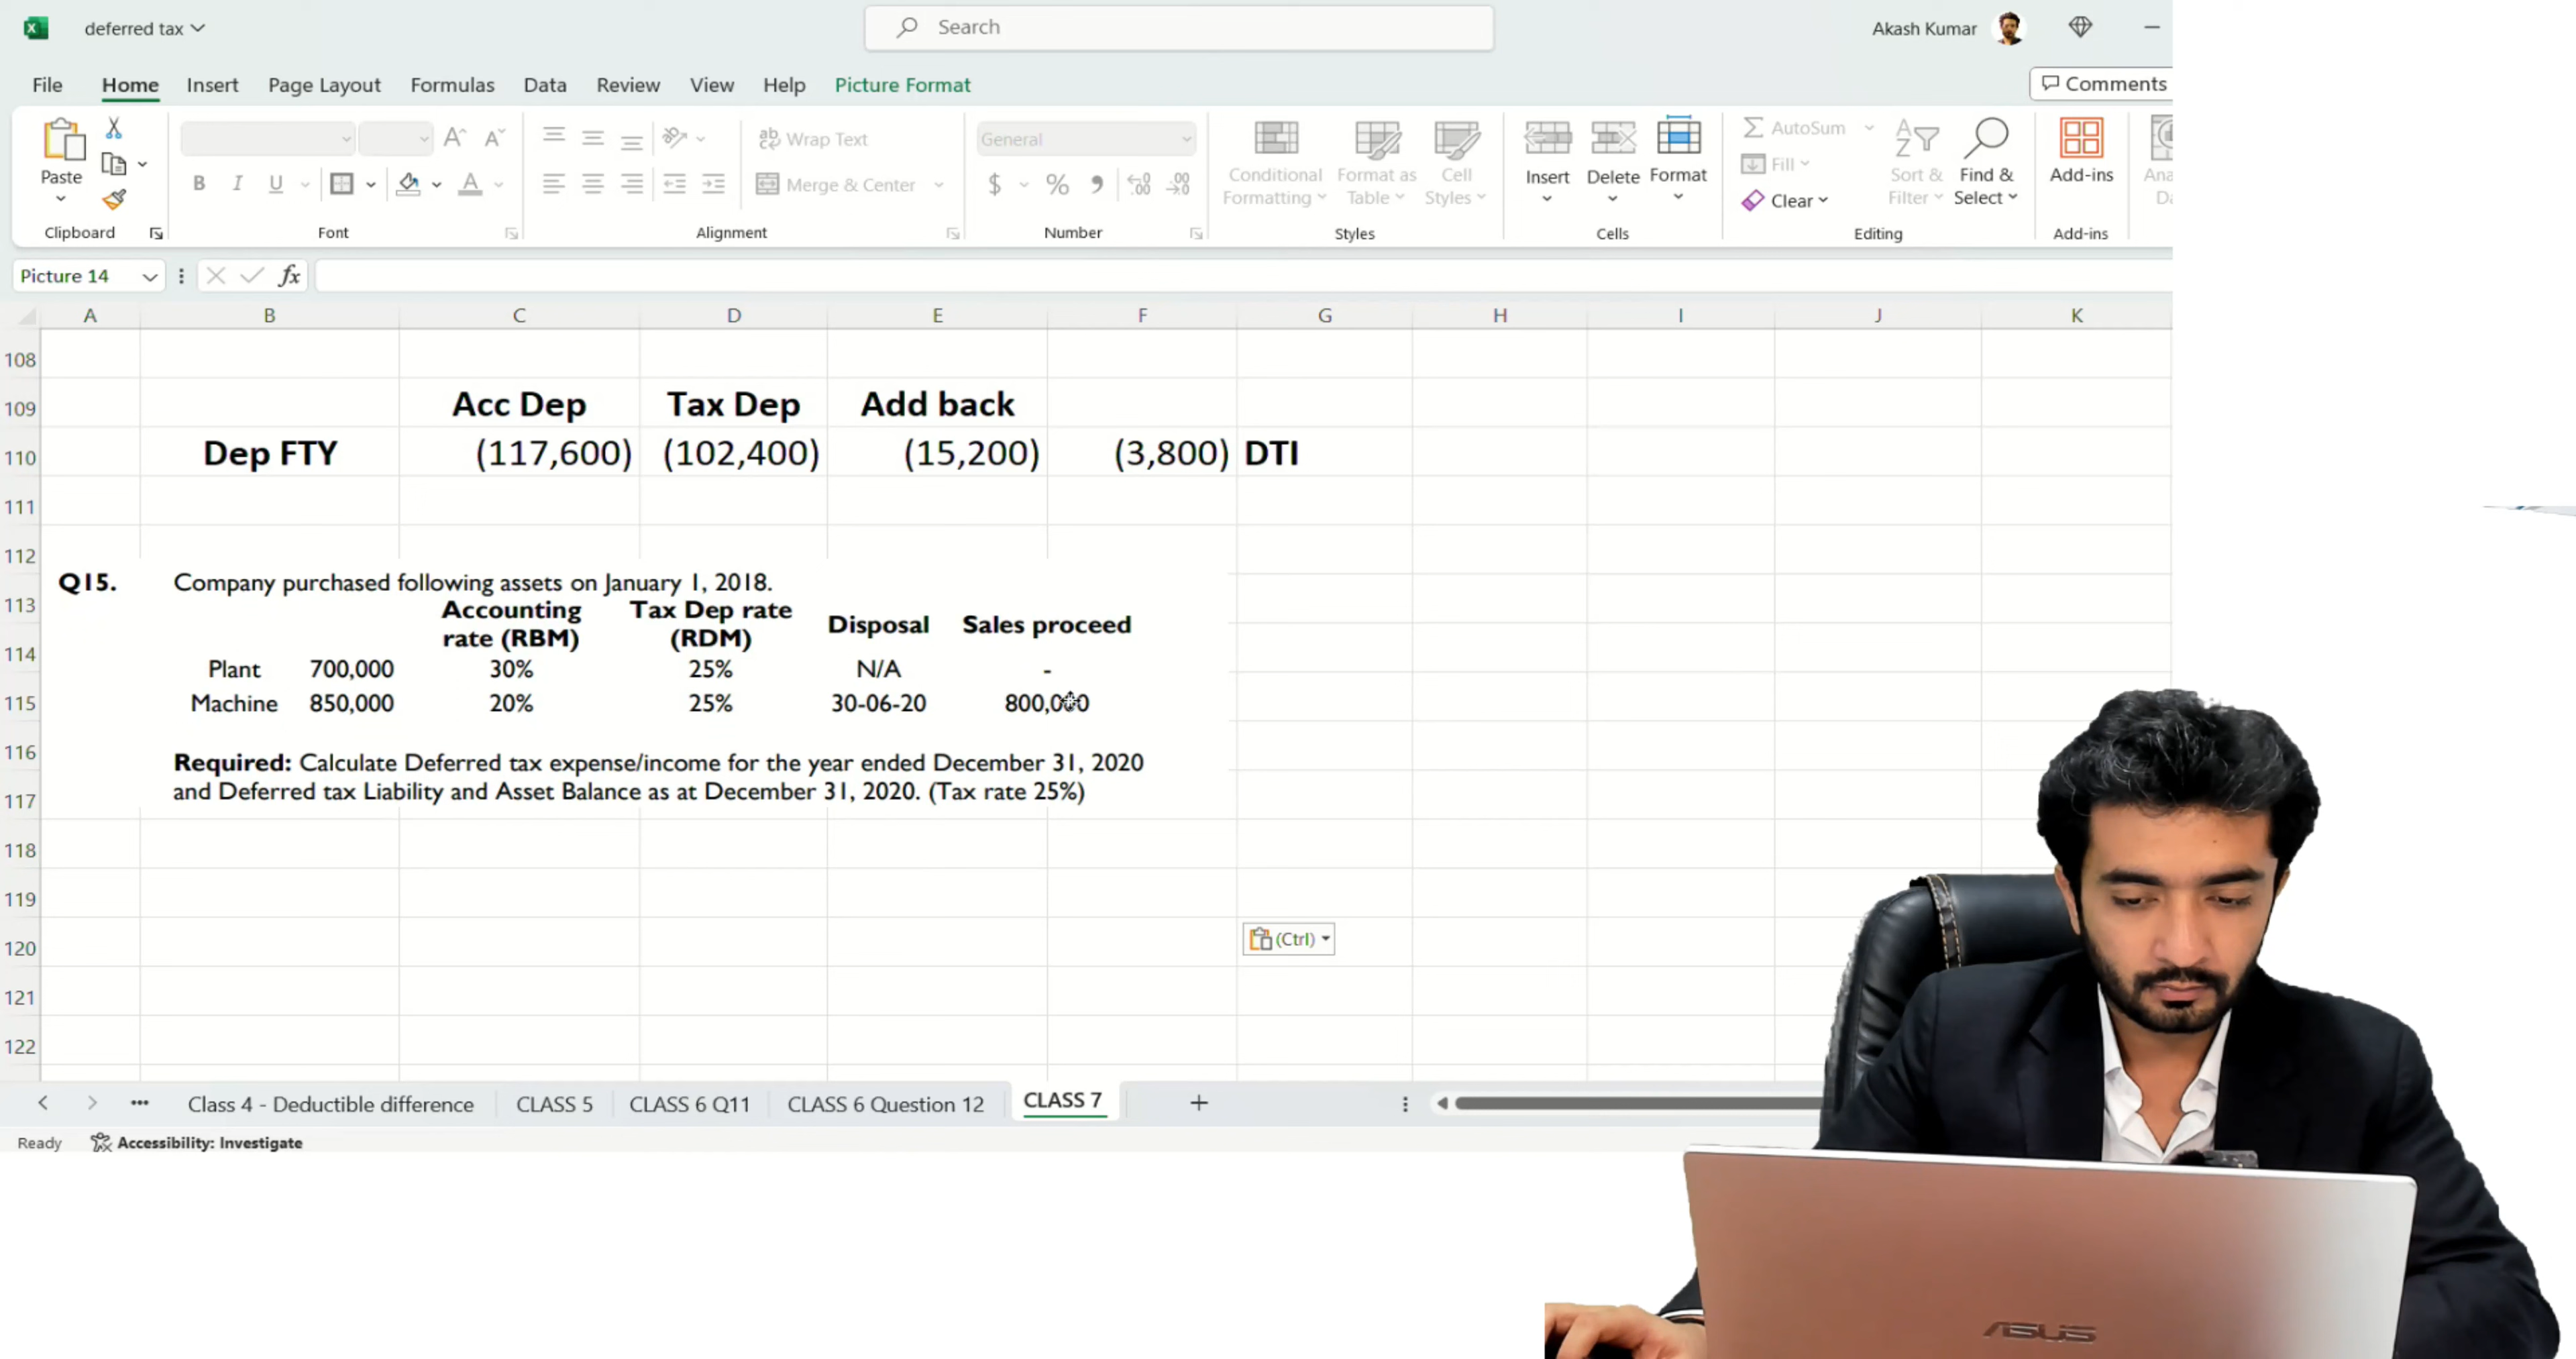 deferred tax
Search
Akash Kumar
File Home Insert Page Layout Formulas Data Review View Help Picture Format
Comments
Paste
Wrap Text
General
AutoSum
Fill
Clear
Merge & Center
Conditional Formatting
Format as Table
Cell Styles
Insert
Delete
Format
Sort & Filter
Find & Select
Add-ins
Clipboard Font Alignment Number Styles Cells Editing Add-ins
Picture 14
fx
A B C D E F G H I J K
108
109 Acc Dep Tax Dep Add back
110 Dep FTY (117,600) (102,400) (15,200) (3,800) DTI
111
112
Q15. Company purchased following assets on January 1, 2018.
113
Accounting rate (RBM) Tax Dep rate (RDM) Disposal Sales proceed
114
Plant 700,000 30% 25% N/A -
115 Machine 850,000 20% 25% 30-06-20 800,000
116
Required: Calculate Deferred tax expense/income for the year ended December 31, 2020
117 and Deferred tax Liability and Asset Balance as at December 31, 2020. (Tax rate 25%)
118
119
120 (Ctrl)
121
122
Class 4 - Deductible difference CLASS 5 CLASS 6 Q11 CLASS 6 Question 12 CLASS 7
Ready Accessibility: Investigate
ASUS